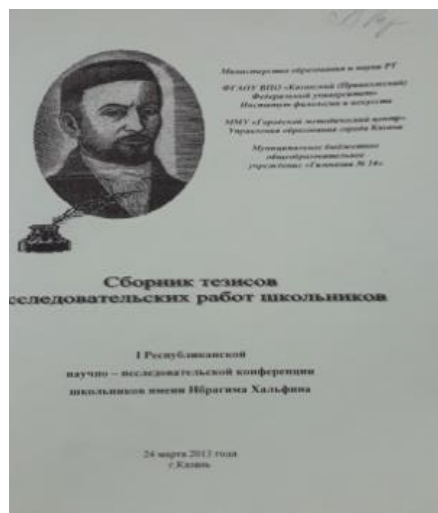 Министерство образования и науки РТ
ФГАОУ ВПО «Казанский (Приволжский)
Федеральный университет»
Институт филологии и искусств
ММУ «Городской методический центр»
Управления образования города Казани
Муниципальное бюджетное
общеобразовательное
учреждение «Гимназия № 14»
Сборник тезисов
сследовательских работ школьников
I Республиканской
научно – исследовательской конференции
школьников имени Ибрагима Хальфина
24 марта 2013 года
г.Казань